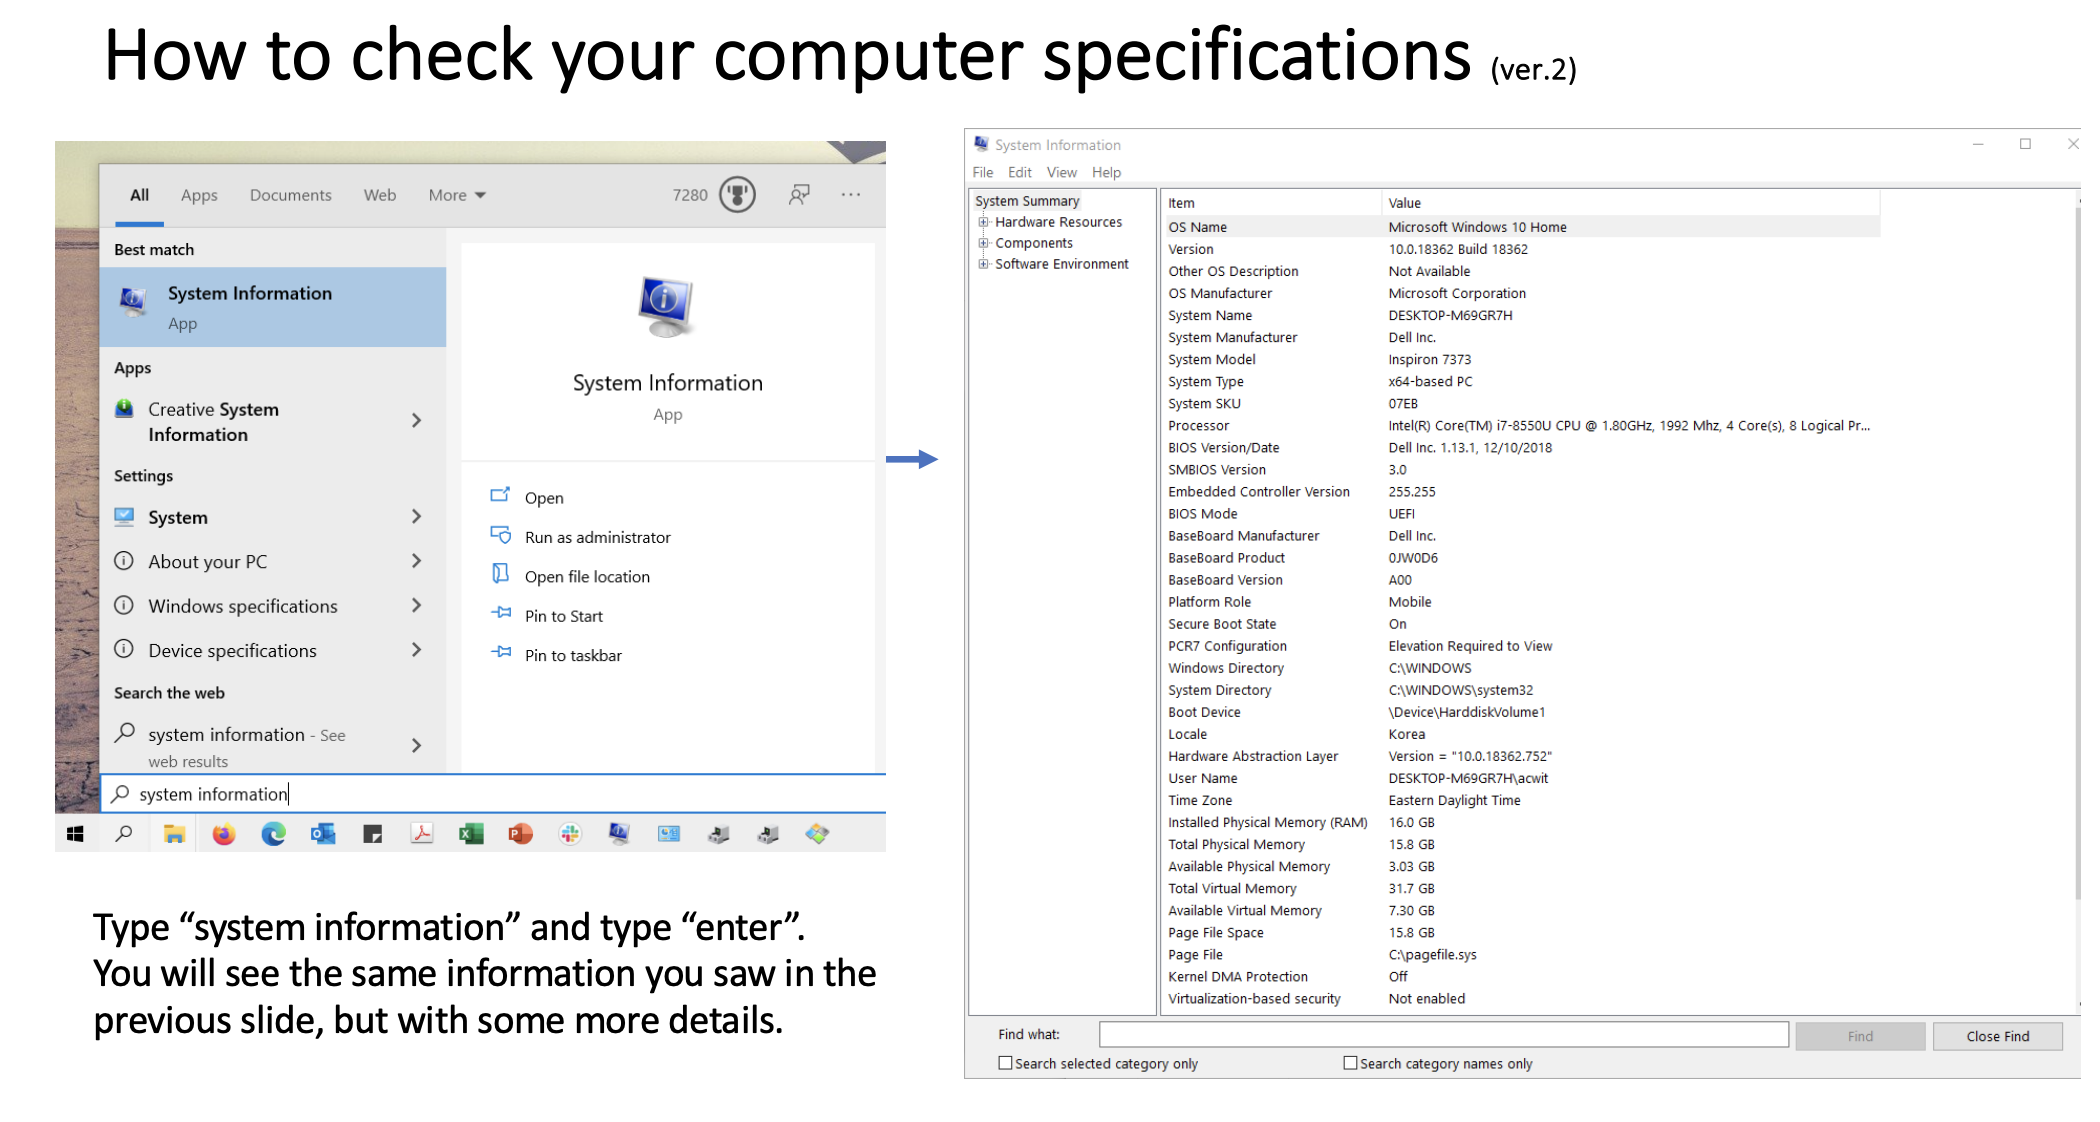 How to check your computer specifications (ver.2)
All Apps Documents Web More 7280
Best match
System Information
App
Apps
Creative System
Information
Settings
System
About your PC
Windows specifications
Device specifications
Search the web
system information - See
web results
system information
System Information
App
Open
Run as administrator
Open file location
Pin to Start
Pin to taskbar
Type “system information” and type “enter”.
You will see the same information you saw in the
previous slide, but with some more details.
System Information
File Edit View Help
System Summary
Hardware Resources
Components
Software Environment
Item Value
OS Name Microsoft Windows 10 Home
Version 10.0.18362 Build 18362
Other OS Description Not Available
OS Manufacturer Microsoft Corporation
System Name DESKTOP-M69GR7H
System Manufacturer Dell Inc.
System Model Inspiron 7373
System Type x64-based PC
System SKU 07EB
Processor Intel(R) Core(TM) i7-8550U CPU @ 1.80GHz, 1992 Mhz, 4 Core(s), 8 Logical Pr...
BIOS Version/Date Dell Inc. 1.13.1, 12/10/2018
SMBIOS Version 3.0
Embedded Controller Version 255.255
BIOS Mode UEFI
BaseBoard Manufacturer Dell Inc.
BaseBoard Product 0JW0D6
BaseBoard Version A00
Platform Role Mobile
Secure Boot State On
PCR7 Configuration Elevation Required to View
Windows Directory C:\WINDOWS
System Directory C:\WINDOWS\system32
Boot Device \Device\HarddiskVolume1
Locale Korea
Hardware Abstraction Layer Version = "10.0.18362.752"
User Name DESKTOP-M69GR7H\acwit
Time Zone Eastern Daylight Time
Installed Physical Memory (RAM) 16.0 GB
Total Physical Memory 15.8 GB
Available Physical Memory 3.03 GB
Total Virtual Memory 31.7 GB
Available Virtual Memory 7.30 GB
Page File Space 15.8 GB
Page File C:\pagefile.sys
Kernel DMA Protection Off
Virtualization-based security Not enabled
Find what: Find Close Find
Search selected category only Search category names only